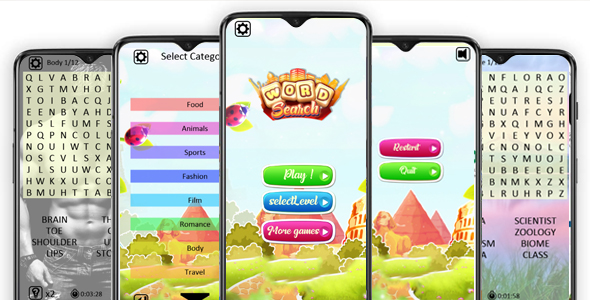 Body 1/12
Q L V A B R A I
X G T M V H O
T O I B A C Q J
E E N B Y A H D
U S L F U M F S
P Q P N C O L
N O U I W T O
O K L S L V G
J L S U U W C X
H W K X U L C
A B M U H T T A
BRAIN
TOE
SHOULDER
LIPS
x2
0:03:28
Select Catego
Food
Animals
Sports
Fashion
Film
Romance
Body
Travel
WORD
Search
Play !
selectLevel
More games
Restart
Quit
1/12
N F L O R A O
M Q A J Q C Z
E U T R E S J
N U A F C R Y
B X Q I M G H
V I E Y V O X
N C N O S U O
T S Y M U O J
U E S S B I D
B N M K X Z X
R L R U H R P Z
SCIENTIST
ZOOLOGY
BIOME
CLASS
0:01:58